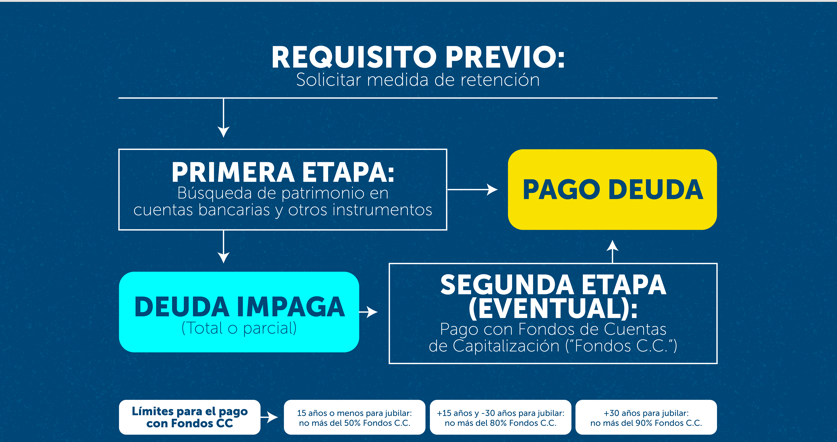 REQUISITO PREVIO:
Solicitar medida de retención
PRIMERA ETAPA:
Búsqueda de patrimonio en
cuentas bancarias y otros instrumentos
PAGO DEUDA
DEUDA IMPAGA
(Total o parcial)
SEGUNDA ETAPA
(EVENTUAL):
Pago con Fondos de Cuentas
de Capitalización (“Fondos C.C.”)
Límites para el pago
con Fondos CC
15 años o menos para jubilar:
no más del 50% Fondos C.C.
+15 años y -30 años para jubilar:
no más del 80% Fondos C.C.
+30 años para jubilar:
no más del 90% Fondos C.C.